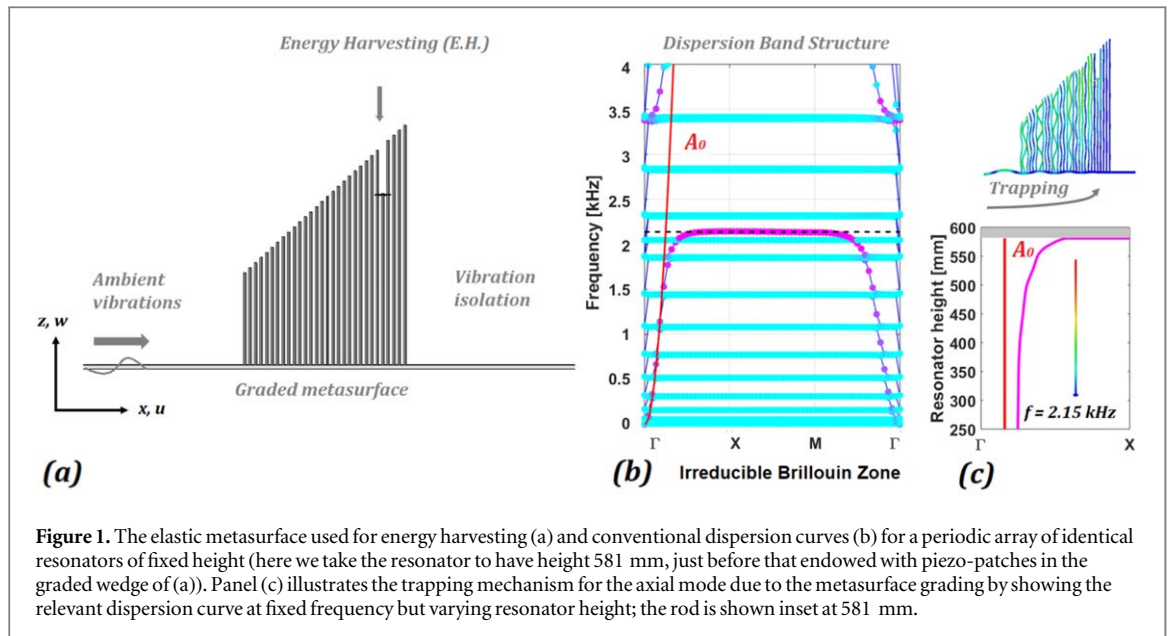 Energy Harvesting (E.H.)
Ambient
vibrations
Vibration
isolation
z, w
x, u
Graded metasurface
(a)
Dispersion Band Structure
Frequency [kHz]
4
3.5
3
2.5
2
1.5
1
0.5
0
A0
Γ X M Γ
Irreducible Brillouin Zone
(b)
Trapping
Resonator height [mm]
600
550
500
450
400
350
300
250
A0
f = 2.15 kHz
Γ X
(c)
Figure 1. The elastic metasurface used for energy harvesting (a) and conventional dispersion curves (b) for a periodic array of identical
resonators of fixed height (here we take the resonator to have height 581 mm, just before that endowed with piezo-patches in the
graded wedge of (a)). Panel (c) illustrates the trapping mechanism for the axial mode due to the metasurface grading by showing the
relevant dispersion curve at fixed frequency but varying resonator height; the rod is shown inset at 581 mm.